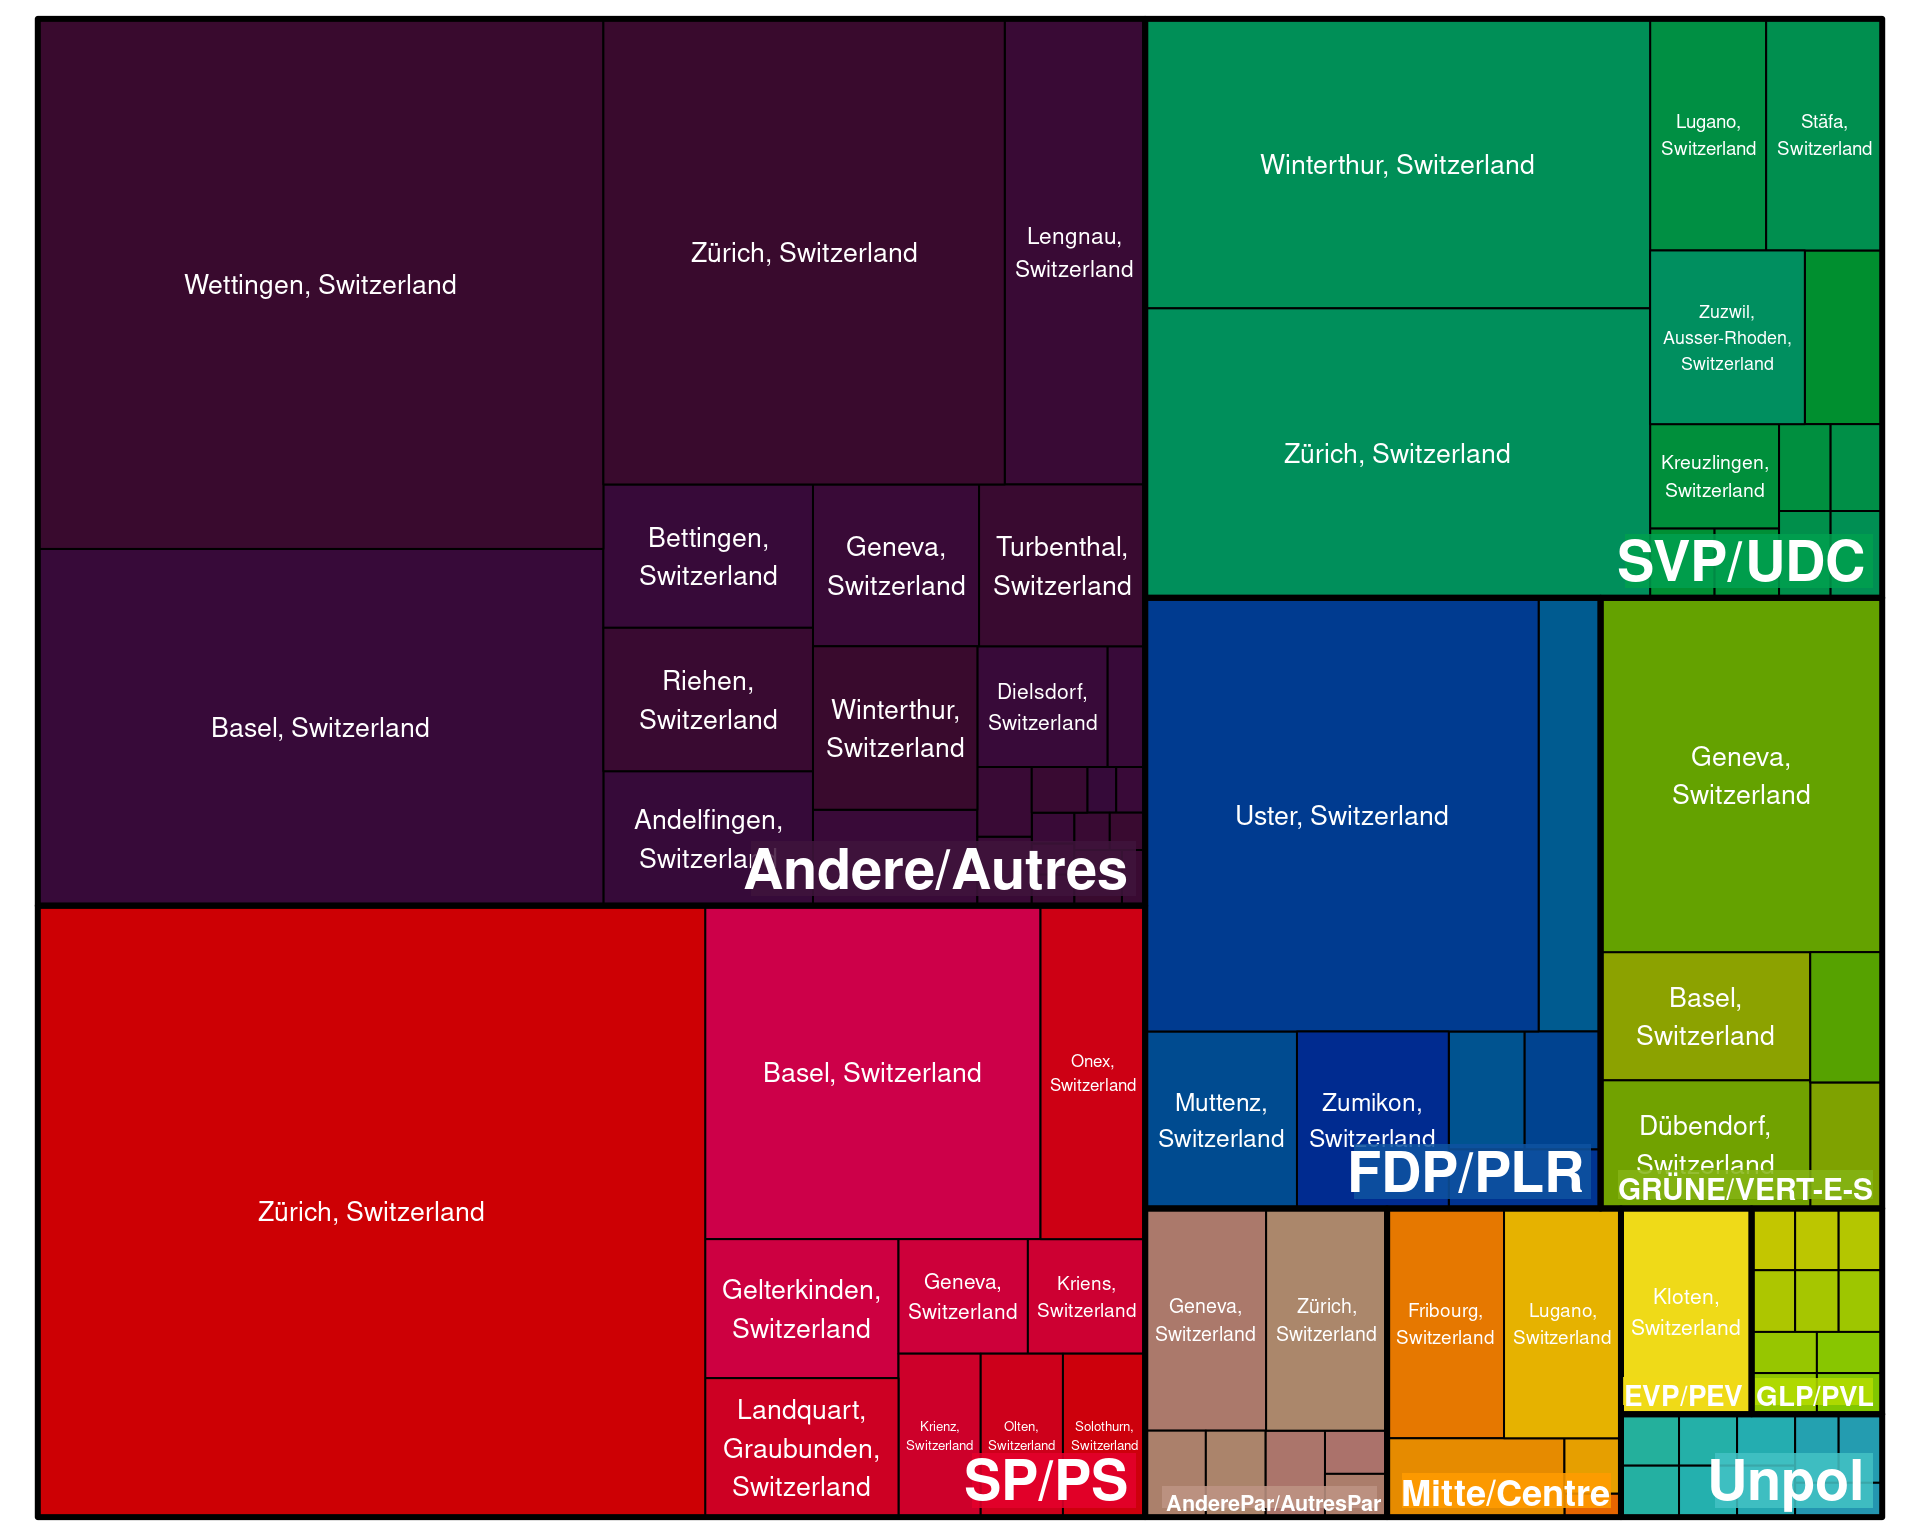 Wettingen, Switzerland
Zürich, Switzerland
Lengnau,
Switzerland
Basel, Switzerland
Bettingen,
Switzerland
Geneva,
Switzerland
Turbenthal,
Switzerland
Riehen,
Switzerland
Winterthur,
Switzerland
Dielsdorf,
Switzerland
Andelfingen,
Switzerland
Andere/Autres
Zürich, Switzerland
Basel, Switzerland
Onex,
Switzerland
Gelterkinden,
Switzerland
Geneva,
Switzerland
Kriens,
Switzerland
Landquart,
Graubunden,
Switzerland
Krienz,
Switzerland
Olten,
Switzerland
Solothurn,
Switzerland
SP/PS
Winterthur, Switzerland
Lugano,
Switzerland
Stäfa,
Switzerland
Zürich, Switzerland
Zuzwil,
Ausser-Rhoden,
Switzerland
Kreuzlingen,
Switzerland
SVP/UDC
Uster, Switzerland
Muttenz,
Switzerland
Zumikon,
Switzerland
FDP/PLR
Geneva,
Switzerland
Basel,
Switzerland
Dübendorf,
Switzerland
GRÜNE/VERT-E-S
Geneva,
Switzerland
Zürich,
Switzerland
AnderePar/AutresPar
Fribourg,
Switzerland
Lugano,
Switzerland
Mitte/Centre
Kloten,
Switzerland
EVP/PEV
GLP/PVL
Unpol